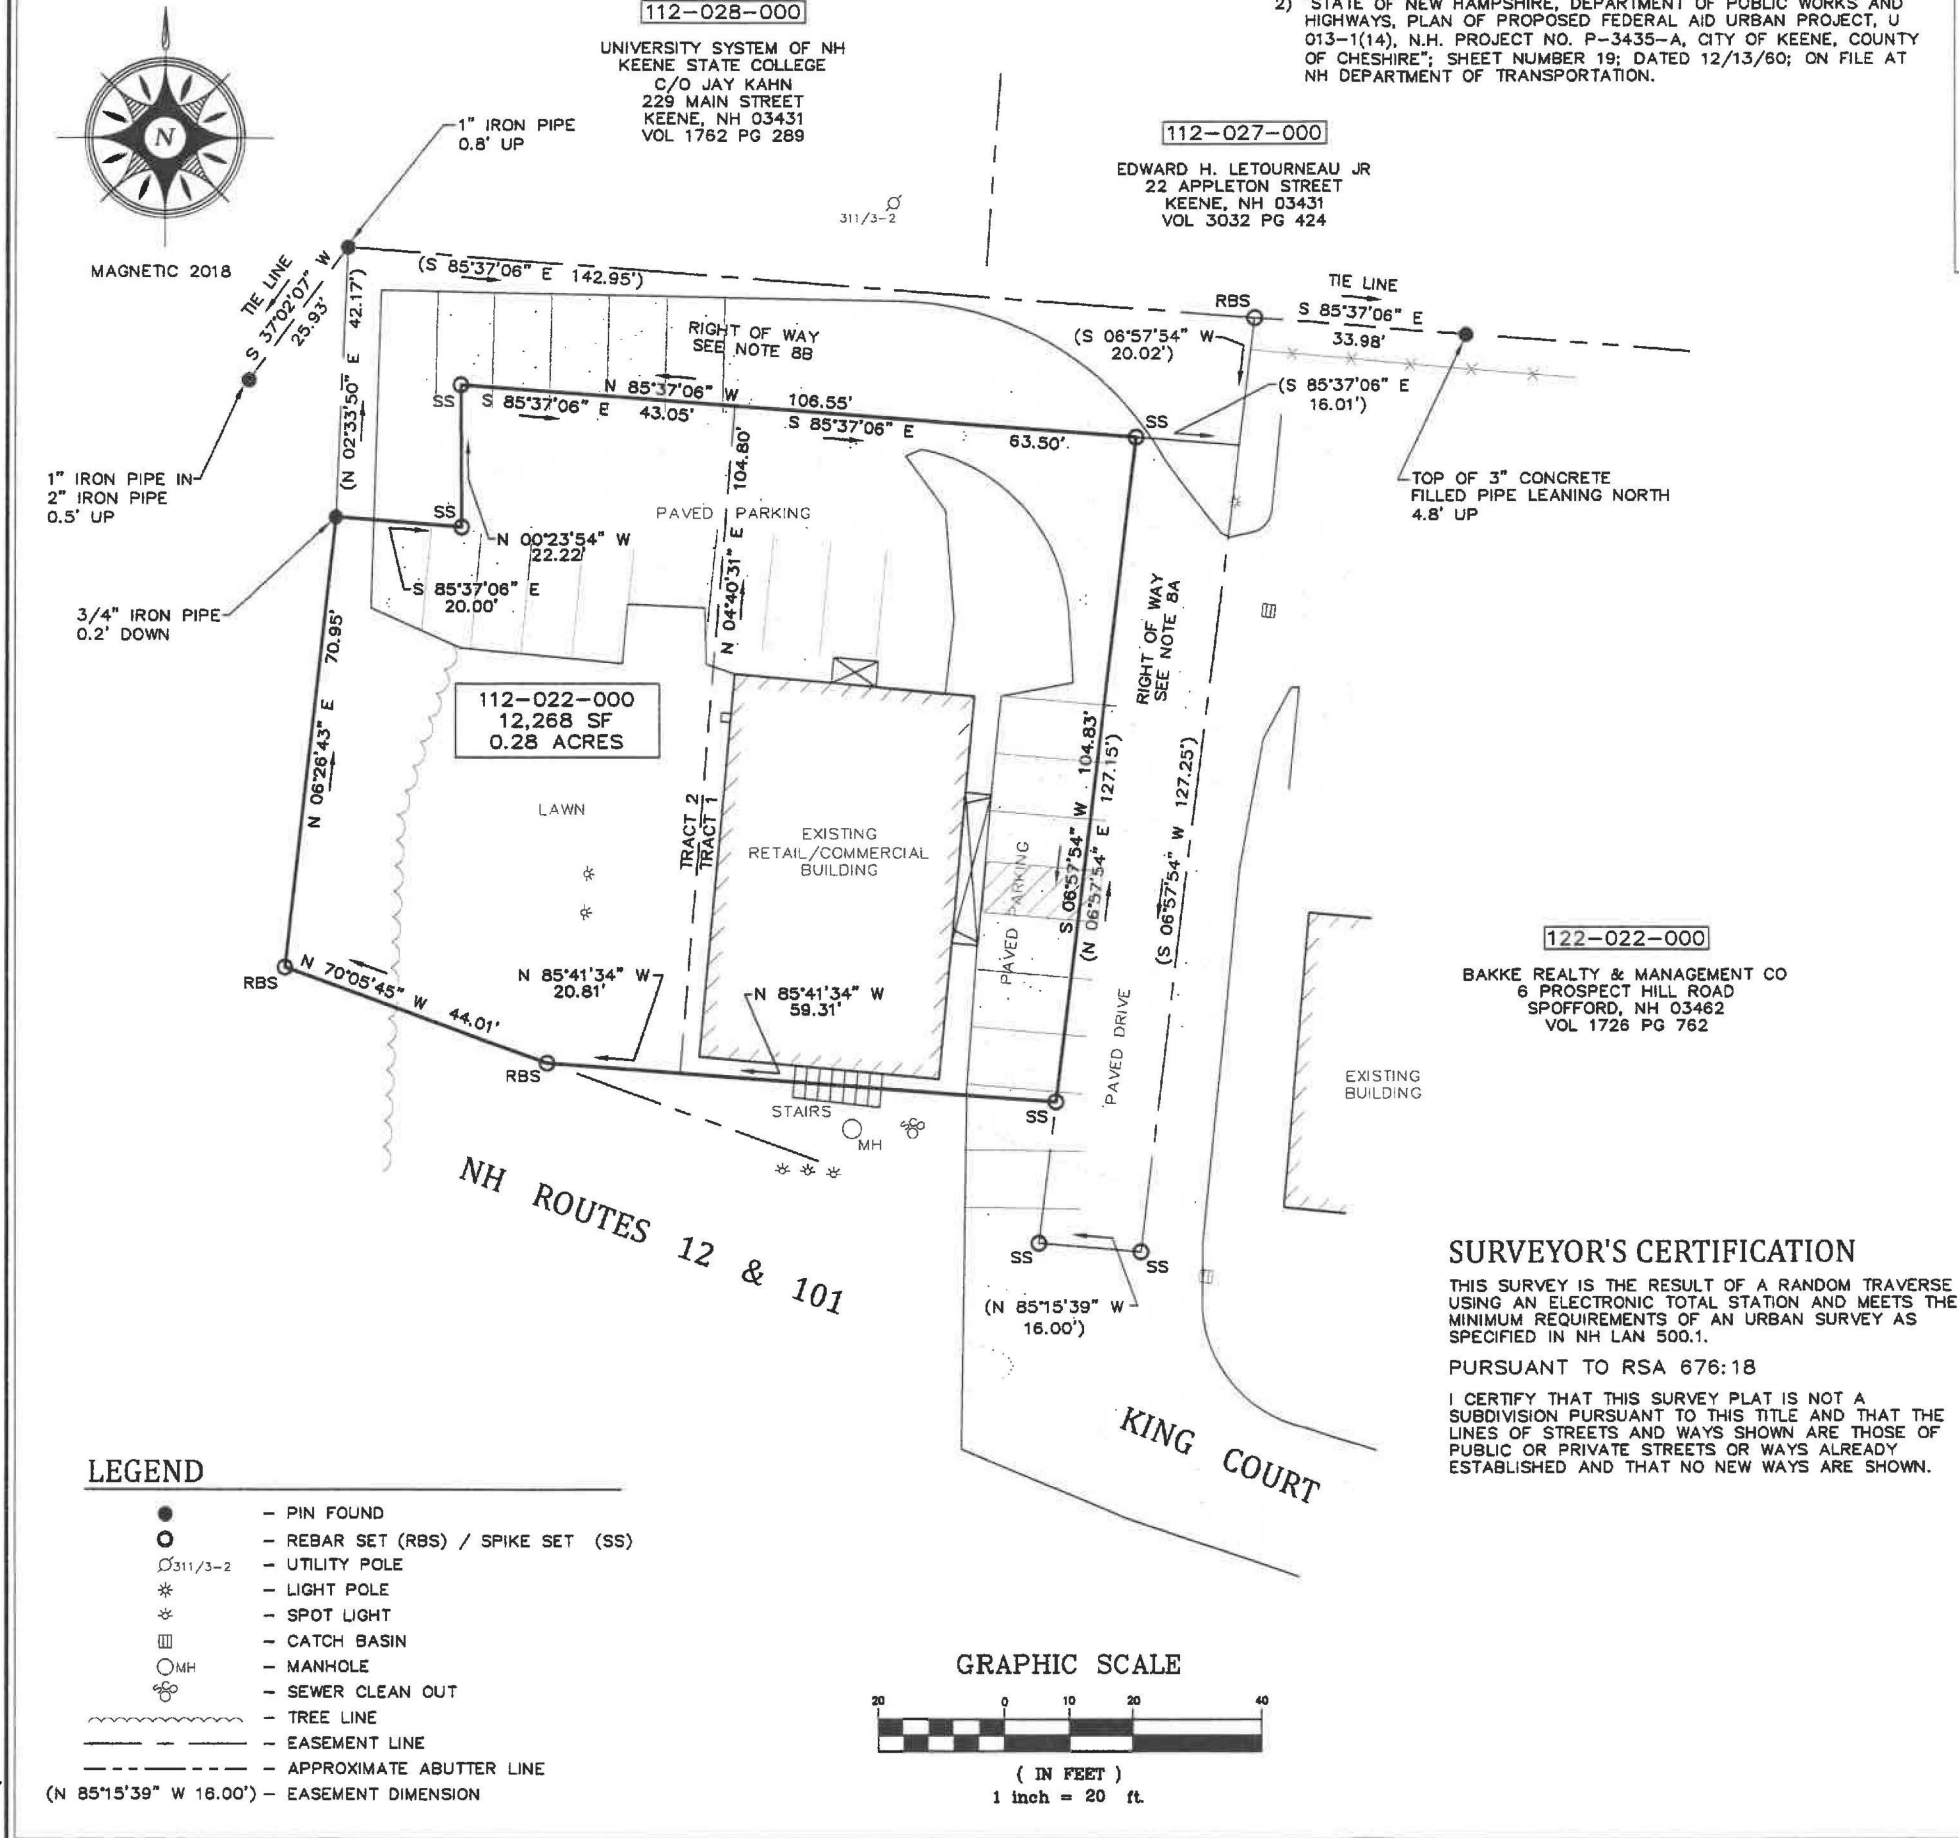 112-028-000
UNIVERSITY SYSTEM OF NH
KEENE STATE COLLEGE
C/O JAY KAHN
229 MAIN STREET
KEENE, NH 03431
VOL 1762 PG 289
2) "STATE OF NEW HAMPSHIRE, DEPARTMENT OF PUBLIC WORKS AND
HIGHWAYS, PLAN OF PROPOSED FEDERAL AID URBAN PROJECT, U
013-1(14), N.H. PROJECT NO. P-3435-A, CITY OF KEENE, COUNTY
OF CHESHIRE"; SHEET NUMBER 19; DATED 12/13/60; ON FILE AT
NH DEPARTMENT OF TRANSPORTATION.
N
MAGNETIC 2018
1" IRON PIPE
0.8' UP
112-027-000
EDWARD H. LETOURNEAU JR
22 APPLETON STREET
KEENE, NH 03431
VOL 3032 PG 424
311/3-2
TIE LINE
S 37°02'07" W
25.93'
(N 02°33'50" E 42.17')
(S 85°37'06" E 142.95')
RIGHT OF WAY
SEE NOTE 8B
RBS
TIE LINE
S 85°37'06" E
33.98'
(S 06°57'54" W
20.02')
(S 85°37'06" E
16.01')
SS
N 85°37'06" W 106.55'
S 85°37'06" E
43.05'
S 85°37'06" E 63.50'
SS
TOP OF 3" CONCRETE
FILLED PIPE LEANING NORTH
4.8' UP
1" IRON PIPE IN
2" IRON PIPE
0.5' UP
SS
N 00°23'54" W
22.22'
PAVED PARKING
N 04°40'31" E 104.80'
S 85°37'06" E
20.00'
3/4" IRON PIPE
0.2' DOWN
N 06°26'43" E 70.95'
RIGHT OF WAY
SEE NOTE 8A
112-022-000
12,268 SF
0.28 ACRES
LAWN
TRACT 2
TRACT 1
EXISTING
RETAIL/COMMERCIAL
BUILDING
PAVED PARKING
S 06°57'54" W 104.83'
(N 06°57'54" E 127.15')
(S 06°57'54" W 127.25')
PAVED DRIVE
122-022-000
BAKKE REALTY & MANAGEMENT CO
6 PROSPECT HILL ROAD
SPOFFORD, NH 03462
VOL 1726 PG 762
RBS
N 70°05'45" W 44.01'
N 85°41'34" W
20.81'
N 85°41'34" W
59.31'
RBS
STAIRS
MH
SS
EXISTING
BUILDING
NH ROUTES 12 & 101
SS
SS
(N 85°15'39" W
16.00')
KING COURT
SURVEYOR'S CERTIFICATION
THIS SURVEY IS THE RESULT OF A RANDOM TRAVERSE
USING AN ELECTRONIC TOTAL STATION AND MEETS THE
MINIMUM REQUIREMENTS OF AN URBAN SURVEY AS
SPECIFIED IN NH LAN 500.1.
PURSUANT TO RSA 676:18
I CERTIFY THAT THIS SURVEY PLAT IS NOT A
SUBDIVISION PURSUANT TO THIS TITLE AND THAT THE
LINES OF STREETS AND WAYS SHOWN ARE THOSE OF
PUBLIC OR PRIVATE STREETS OR WAYS ALREADY
ESTABLISHED AND THAT NO NEW WAYS ARE SHOWN.
LEGEND
- PIN FOUND
- REBAR SET (RBS) / SPIKE SET (SS)
311/3-2 - UTILITY POLE
- LIGHT POLE
- SPOT LIGHT
- CATCH BASIN
MH - MANHOLE
- SEWER CLEAN OUT
- TREE LINE
- EASEMENT LINE
- APPROXIMATE ABUTTER LINE
(N 85°15'39" W 16.00') - EASEMENT DIMENSION
GRAPHIC SCALE
20 0 10 20 40
( IN FEET )
1 inch = 20 ft.